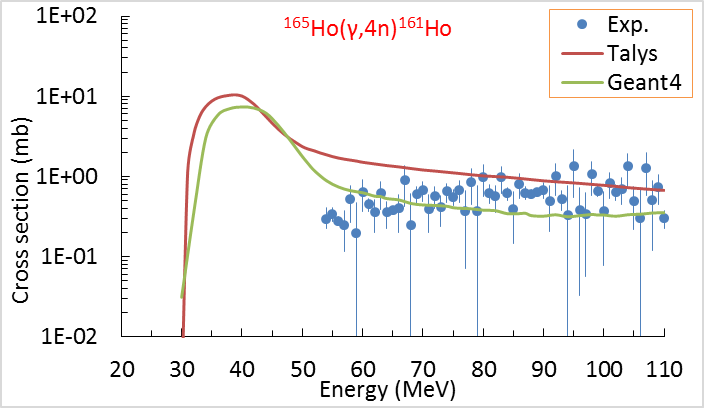 1E+02
1E+01
1E+00
1E-01
1E-02
Cross section (mb)
¹⁶⁵Ho(γ,4n)¹⁶¹Ho
Exp.
Talys
Geant4
20 30 40 50 60 70 80 90 100 110
Energy (MeV)